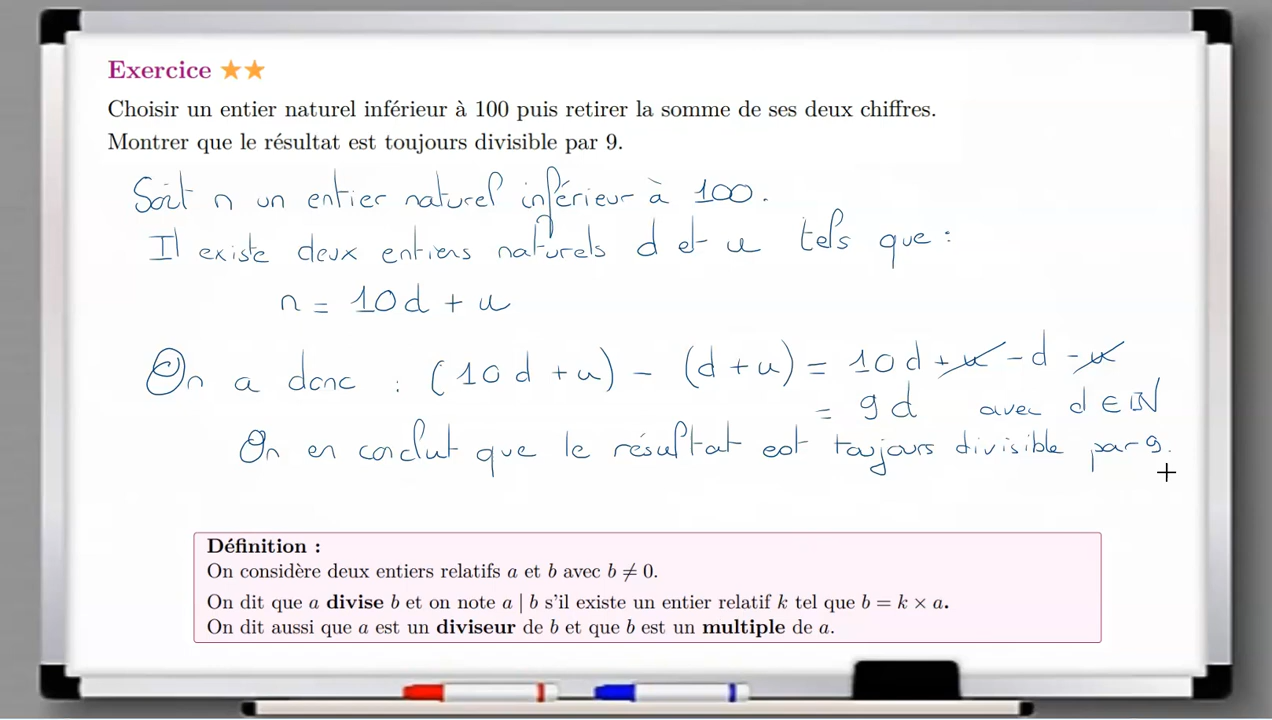 Exercice ★★
Choisir un entier naturel inférieur à 100 puis retirer la somme de ses deux chiffres.
Montrer que le résultat est toujours divisible par 9.
Soit n un entier naturel inférieur à 100.
Il existe deux entiers naturels d et u tels que :
n = 10d + u
On a donc : (10d + u) - (d + u) = 10d + u - d - u
= 9d avec d ∈ ℕ
On en conclut que le résultat est toujours divisible par 9.
Définition :
On considère deux entiers relatifs a et b avec b ≠ 0.
On dit que a divise b et on note a | b s'il existe un entier relatif k tel que b = k × a.
On dit aussi que a est un diviseur de b et que b est un multiple de a.